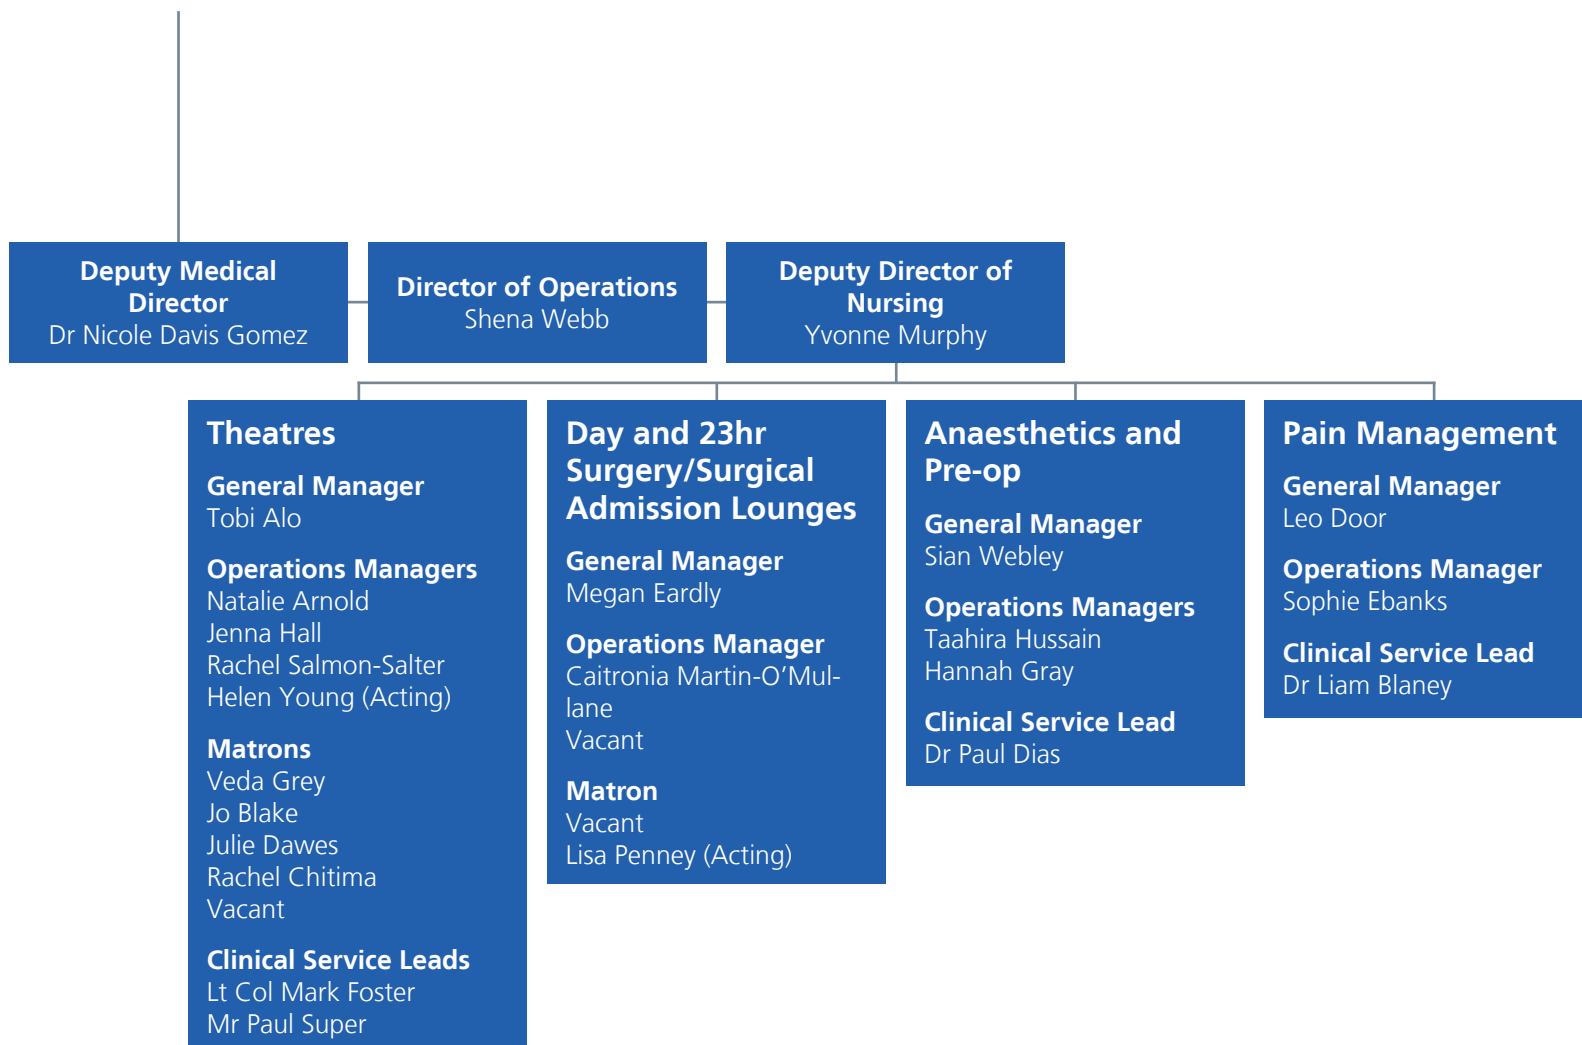 Deputy Medical
Director
Dr Nicole Davis Gomez
Director of Operations
Shena Webb
Deputy Director of
Nursing
Yvonne Murphy
Theatres
General Manager
Tobi Alo
Operations Managers
Natalie Arnold
Jenna Hall
Rachel Salmon-Salter
Helen Young (Acting)
Matrons
Veda Grey
Jo Blake
Julie Dawes
Rachel Chitima
Vacant
Clinical Service Leads
Lt Col Mark Foster
Mr Paul Super
Day and 23hr
Surgery/Surgical
Admission Lounges
General Manager
Megan Eardly
Operations Manager
Caitronia Martin-O’Mul-
lane
Vacant
Matron
Vacant
Lisa Penney (Acting)
Anaesthetics and
Pre-op
General Manager
Sian Webley
Operations Managers
Taahira Hussain
Hannah Gray
Clinical Service Lead
Dr Paul Dias
Pain Management
General Manager
Leo Door
Operations Manager
Sophie Ebanks
Clinical Service Lead
Dr Liam Blaney